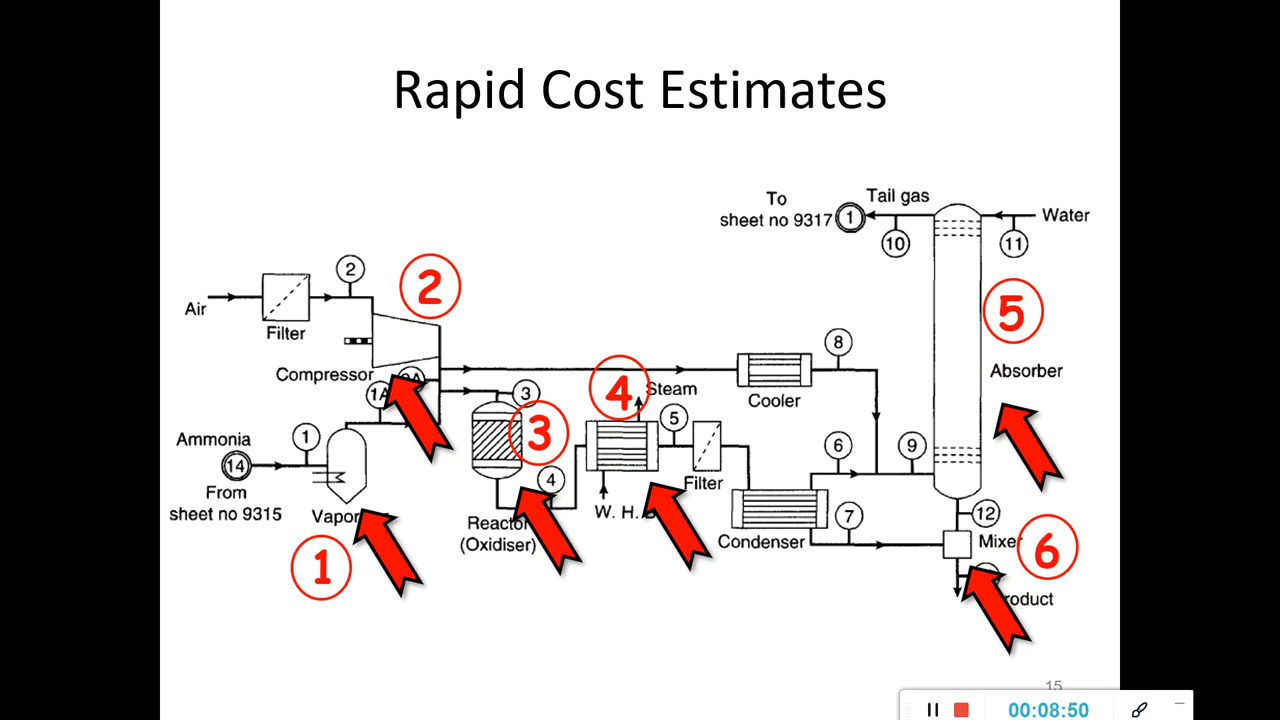 Rapid Cost Estimates
To
sheet no 9317
1
Tail gas
Water
10
11
2
2
Air
Filter
Compressor
5
8
Absorber
4
Steam
Cooler
1A
3
3
5
Ammonia
1
14
From
sheet no 9315
6
9
4
Filter
W. H.
7
12
Reactor
(Oxidiser)
Condenser
Mixer
6
1
15
00:08:50